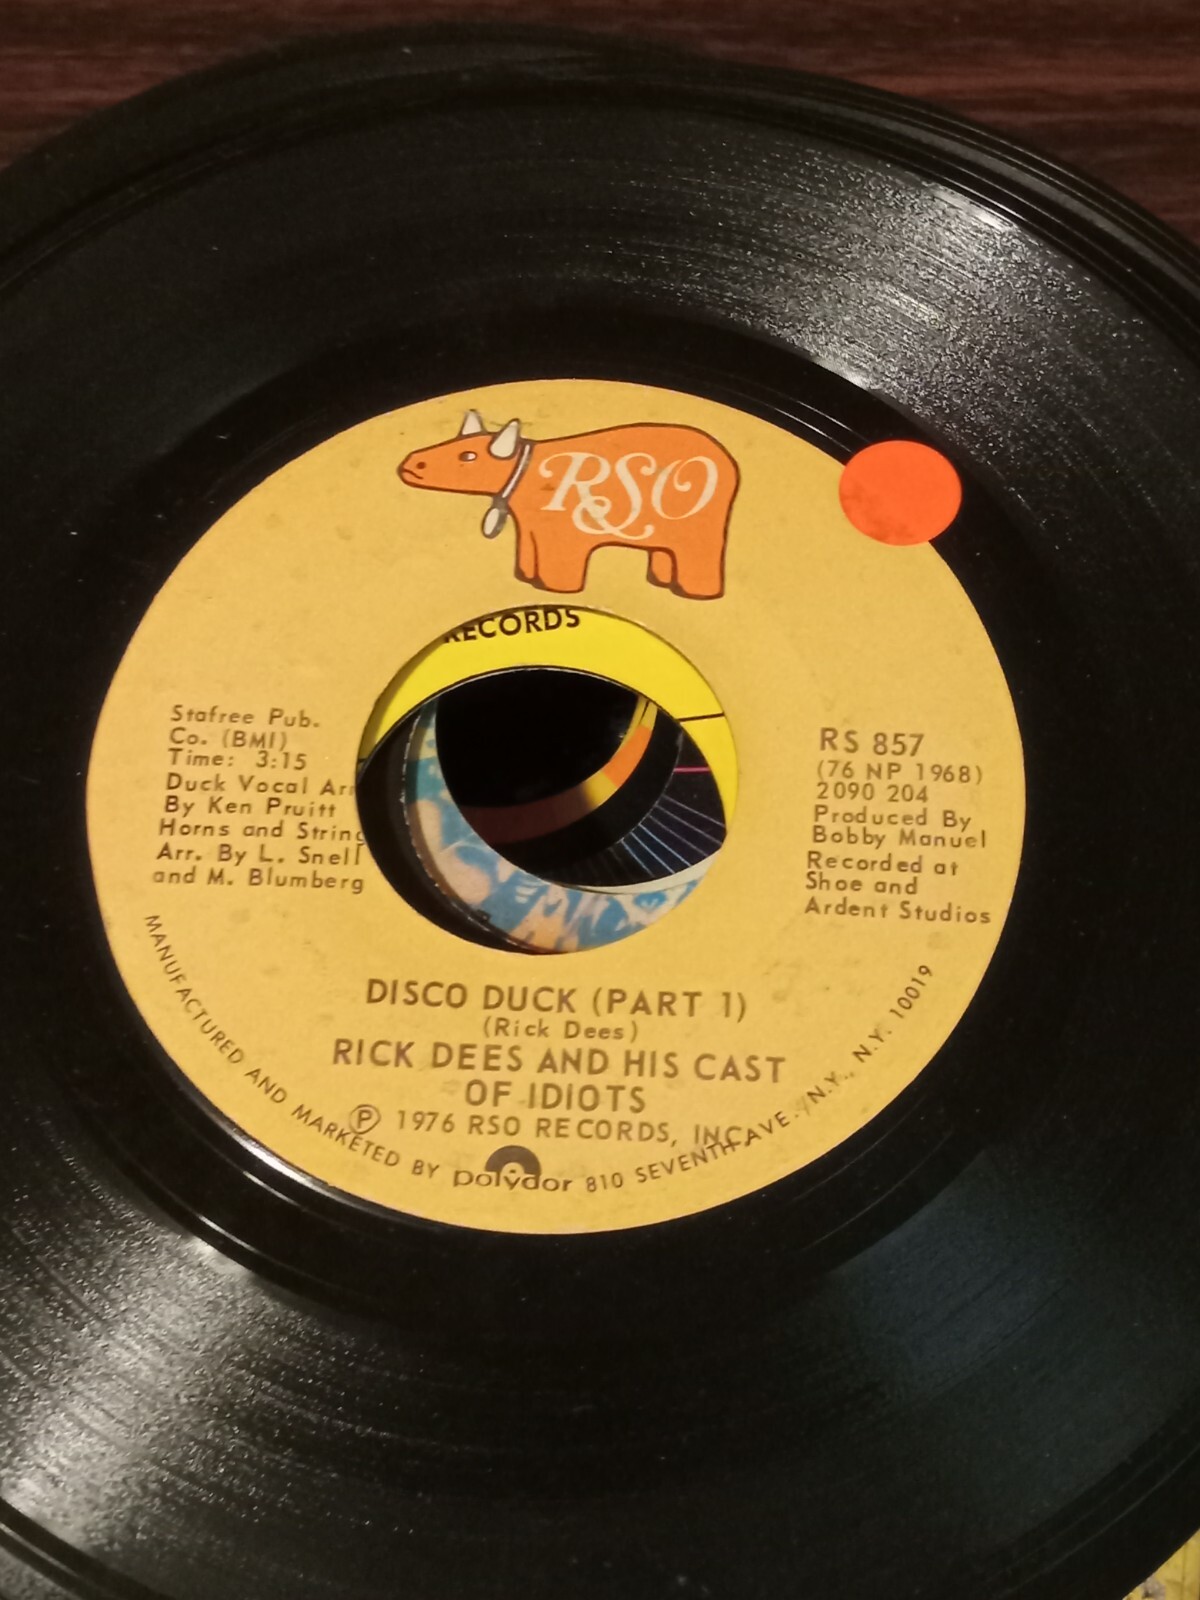 RSO
RECORDS
Stafree Pub.
Co. (BMI)
Time: 3:15
Duck Vocal Arr
By Ken Pruitt
Horns and String
Arr. By L. Snell
and M. Blumberg
RS 857
(76 NP 1968)
2090 204
Produced By
Bobby Manuel
Recorded at
Shoe and
Ardent Studios
DISCO DUCK (PART 1)
(Rick Dees)
RICK DEES AND HIS CAST
OF IDIOTS
Ⓟ 1976 RSO RECORDS, INC.
MANUFACTURED AND MARKETED BY polydor 810 SEVENTH AVE., N.Y., N.Y. 10019